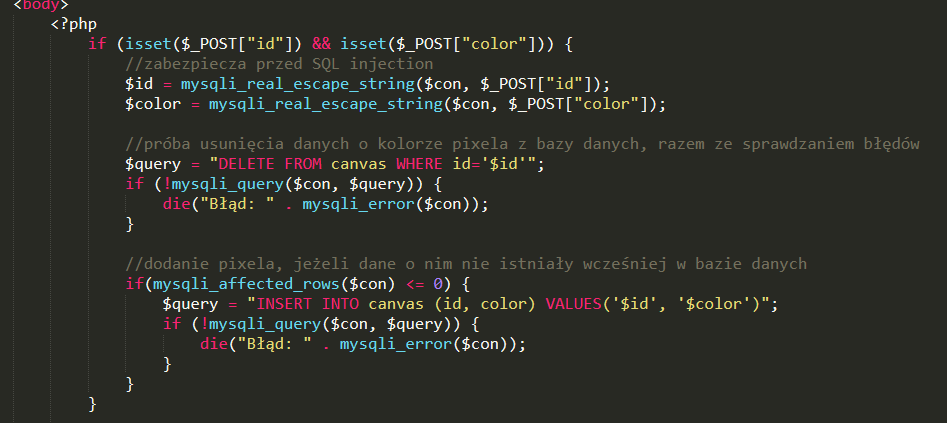 <body>
<?php
if (isset($_POST["id"]) && isset($_POST["color"])) {
//zabezpiecza przed SQL injection
$id = mysqli_real_escape_string($con, $_POST["id"]);
$color = mysqli_real_escape_string($con, $_POST["color"]);
//próba usunięcia danych o kolorze pixela z bazy danych, razem ze sprawdzaniem błędów
$query = "DELETE FROM canvas WHERE id='$id'";
if (!mysqli_query($con, $query)) {
die("Błąd: " . mysqli_error($con));
}
//dodanie pixela, jeżeli dane o nim nie istniały wcześniej w bazie danych
if(mysqli_affected_rows($con) <= 0) {
$query = "INSERT INTO canvas (id, color) VALUES('$id', '$color')";
if (!mysqli_query($con, $query)) {
die("Błąd: " . mysqli_error($con));
}
}
}